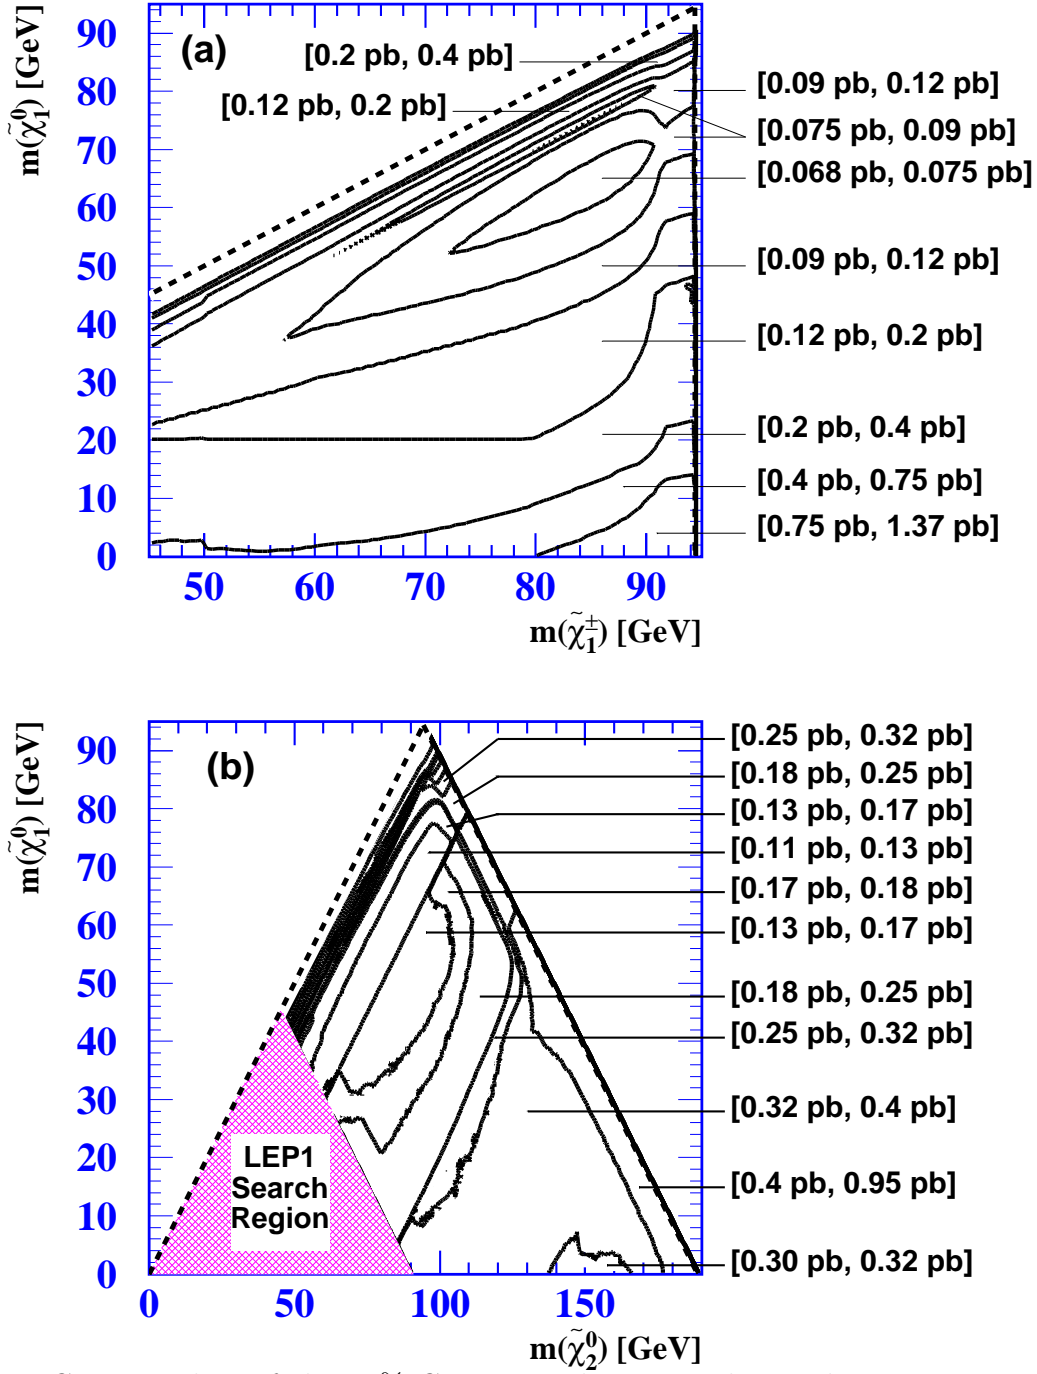 (a)
[0.2 pb, 0.4 pb]
[0.12 pb, 0.2 pb]
[0.09 pb, 0.12 pb]
[0.075 pb, 0.09 pb]
[0.068 pb, 0.075 pb]
[0.09 pb, 0.12 pb]
[0.12 pb, 0.2 pb]
[0.2 pb, 0.4 pb]
[0.4 pb, 0.75 pb]
[0.75 pb, 1.37 pb]
m(χ̃⁰₁) [GeV]
90
80
70
60
50
40
30
20
10
0
50 60 70 80 90
m(χ̃±₁) [GeV]
(b)
[0.25 pb, 0.32 pb]
[0.18 pb, 0.25 pb]
[0.13 pb, 0.17 pb]
[0.11 pb, 0.13 pb]
[0.17 pb, 0.18 pb]
[0.13 pb, 0.17 pb]
[0.18 pb, 0.25 pb]
[0.25 pb, 0.32 pb]
[0.32 pb, 0.4 pb]
[0.4 pb, 0.95 pb]
[0.30 pb, 0.32 pb]
m(χ̃⁰₁) [GeV]
90
80
70
60
50
40
30
20
10
0
LEP1
Search
Region
0 50 100 150
m(χ̃⁰₂) [GeV]